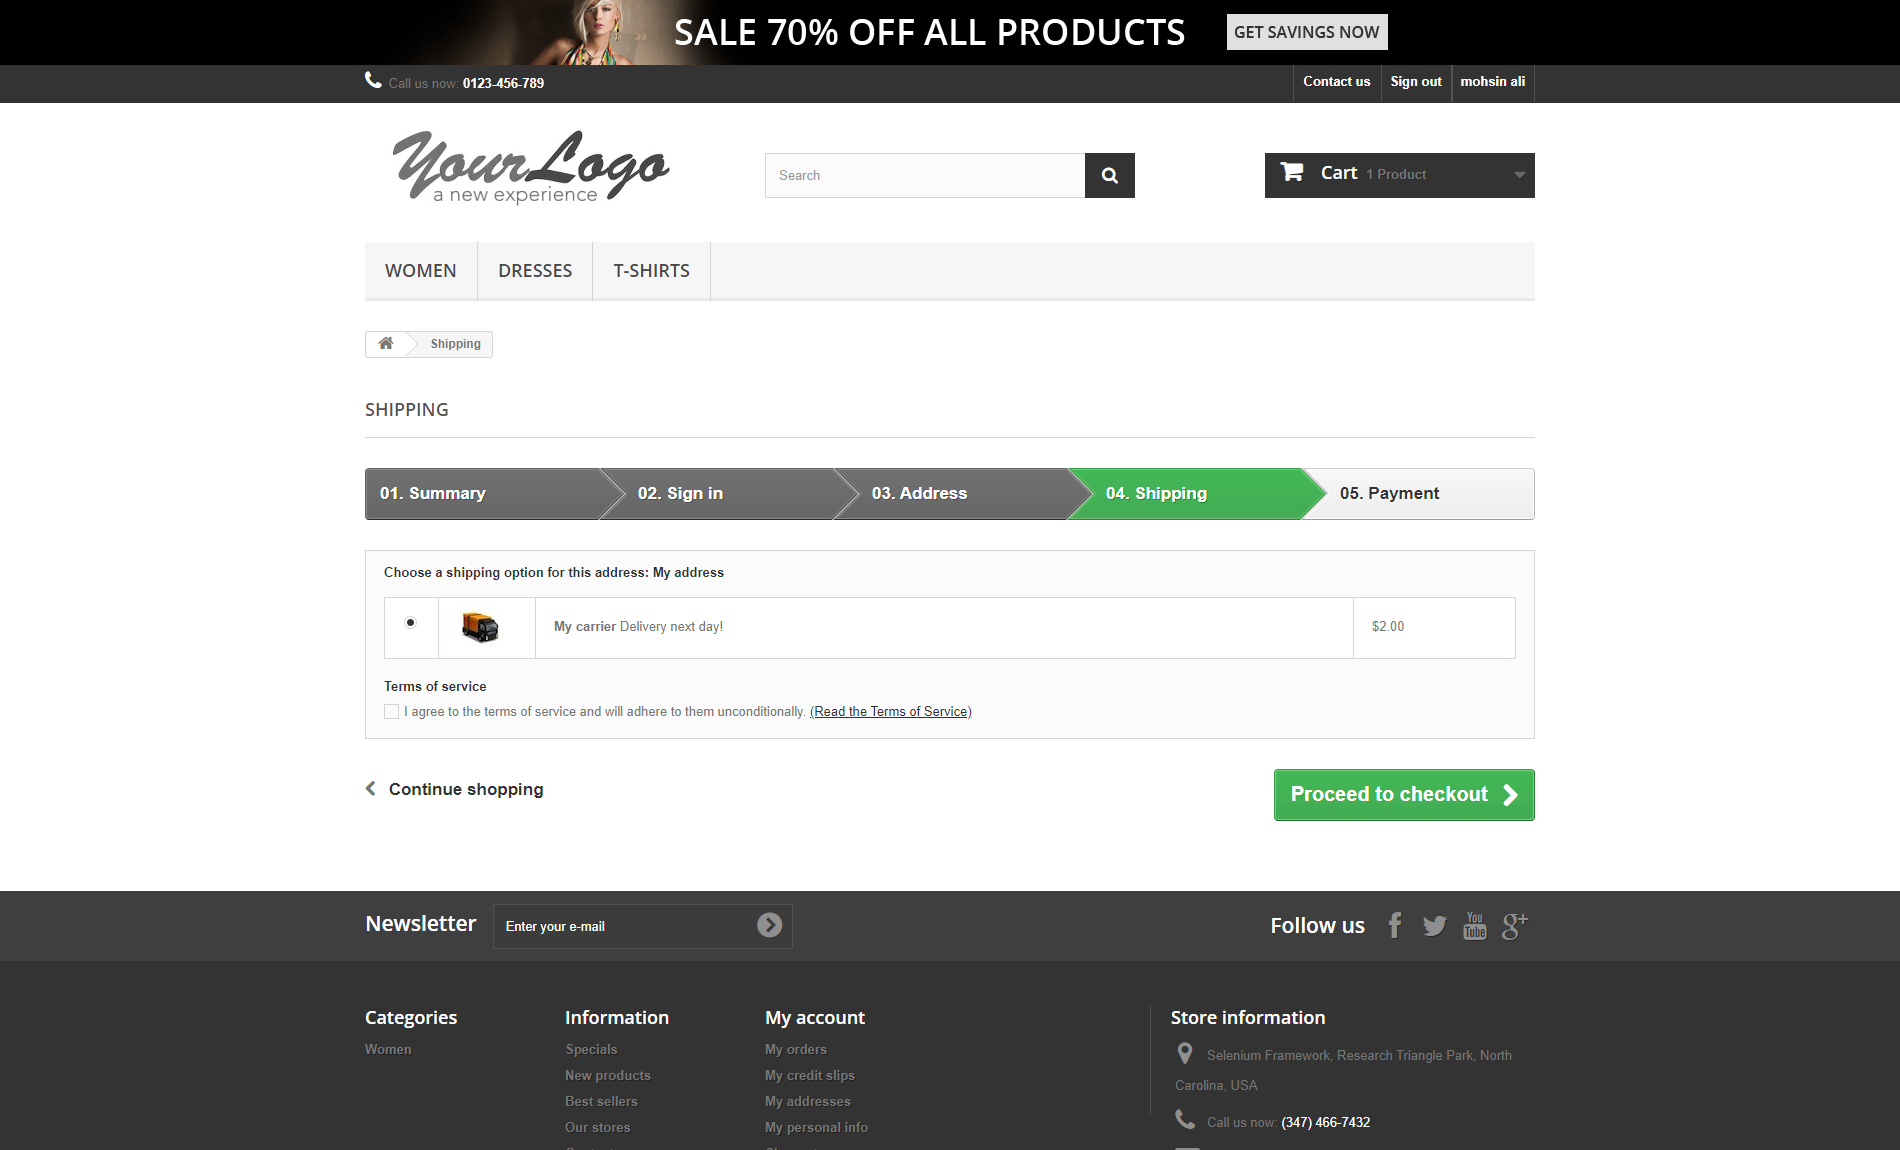 SALE 70% OFF ALL PRODUCTS GET SAVINGS NOW
Call us now: 0123-456-789 Contact us Sign out mohsin ali
YourLogo
a new experience
Search
Cart 1 Product
WOMEN DRESSES T-SHIRTS
Shipping
SHIPPING
01. Summary 02. Sign in 03. Address 04. Shipping 05. Payment
Choose a shipping option for this address: My address
My carrier Delivery next day! $2.00
Terms of service
I agree to the terms of service and will adhere to them unconditionally. (Read the Terms of Service)
Continue shopping Proceed to checkout
Newsletter Enter your e-mail Follow us
You
Tube
g+
Categories
Women
Information
Specials
New products
Best sellers
Our stores
My account
My orders
My credit slips
My addresses
My personal info
Store information
Selenium Framework, Research Triangle Park, North
Carolina, USA
Call us now: (347) 466-7432